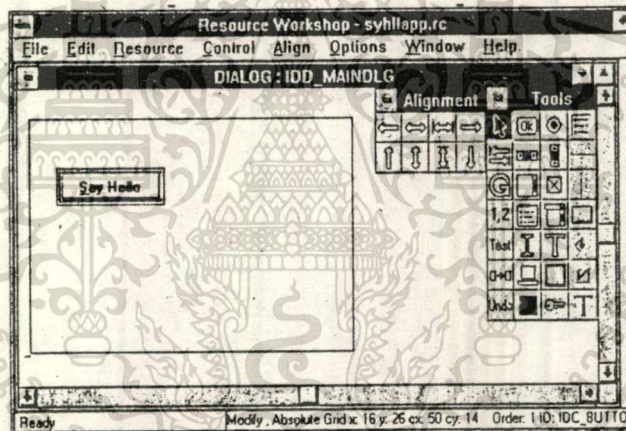 Resource Workshop - syhllapp.rc
File Edit Resource Control Align Options Window Help
DIALOG : IDD_MAINDLG
Alignment
Tools
Ok
Say Hello
G
1,2
Test
Undo
T
T
Ready
Modify , Absolute Grid x: 16 y: 26 cx: 50 cy: 14 Order: 1 ID: IDC_BUTTO